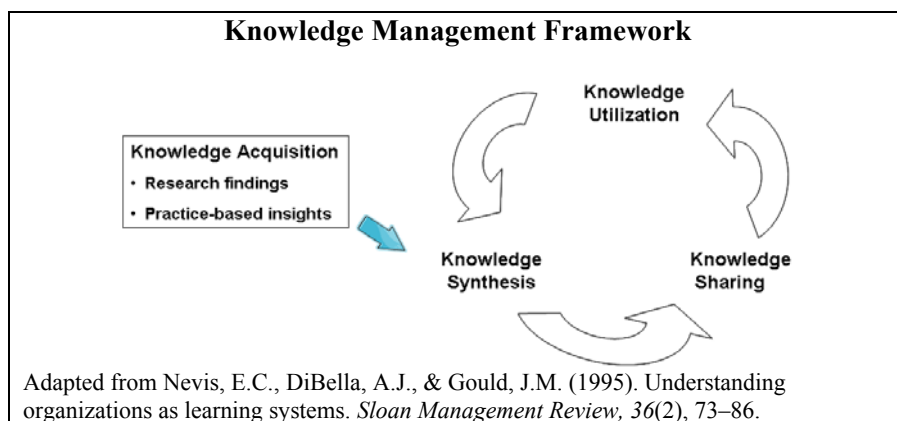 Knowledge Management Framework
Knowledge
Utilization
Knowledge Acquisition
• Research findings
• Practice-based insights
Knowledge
Synthesis
Knowledge
Sharing
Adapted from Nevis, E.C., DiBella, A.J., & Gould, J.M. (1995). Understanding
organizations as learning systems. Sloan Management Review, 36(2), 73–86.